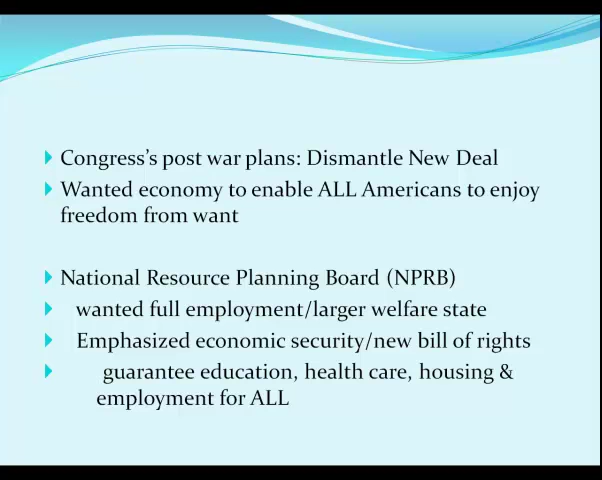 Congress's post war plans: Dismantle New Deal
Wanted economy to enable ALL Americans to enjoy
freedom from want
National Resource Planning Board (NPRB)
wanted full employment/larger welfare state
Emphasized economic security/new bill of rights
guarantee education, health care, housing &
employment for ALL